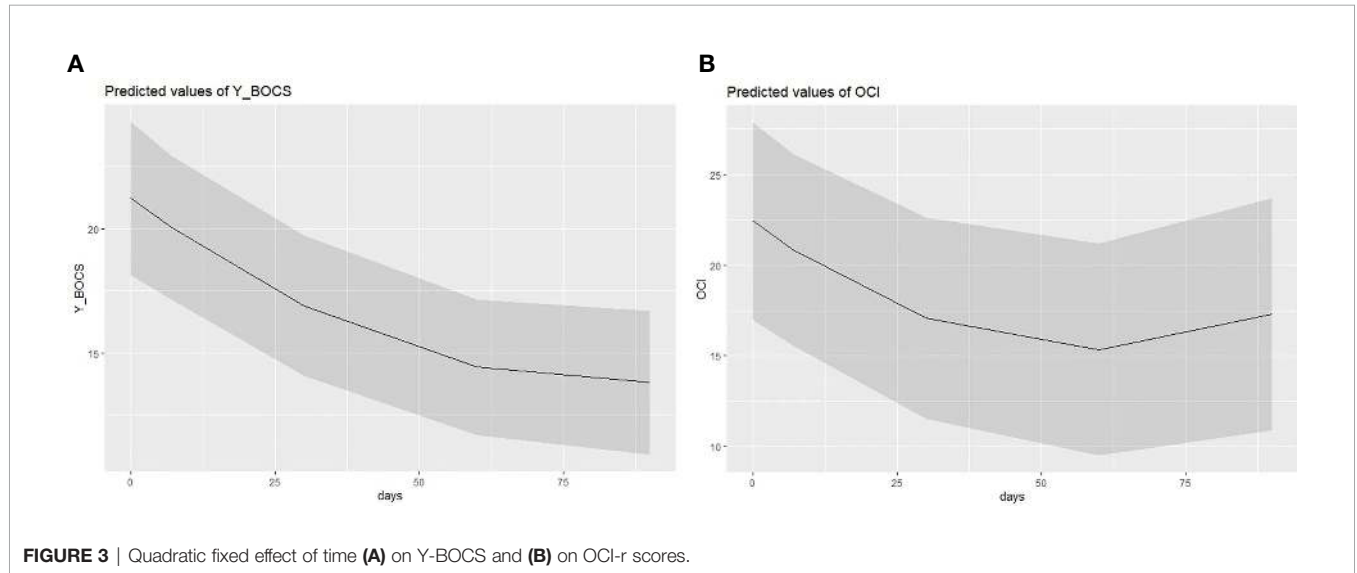 A
Predicted values of Y_BOCS
Y_BOCS
20
15
0
25
50
75
days
B
Predicted values of OCI
OCI
25
20
15
10
0
25
50
75
days
FIGURE 3 | Quadratic fixed effect of time (A) on Y-BOCS and (B) on OCI-r scores.